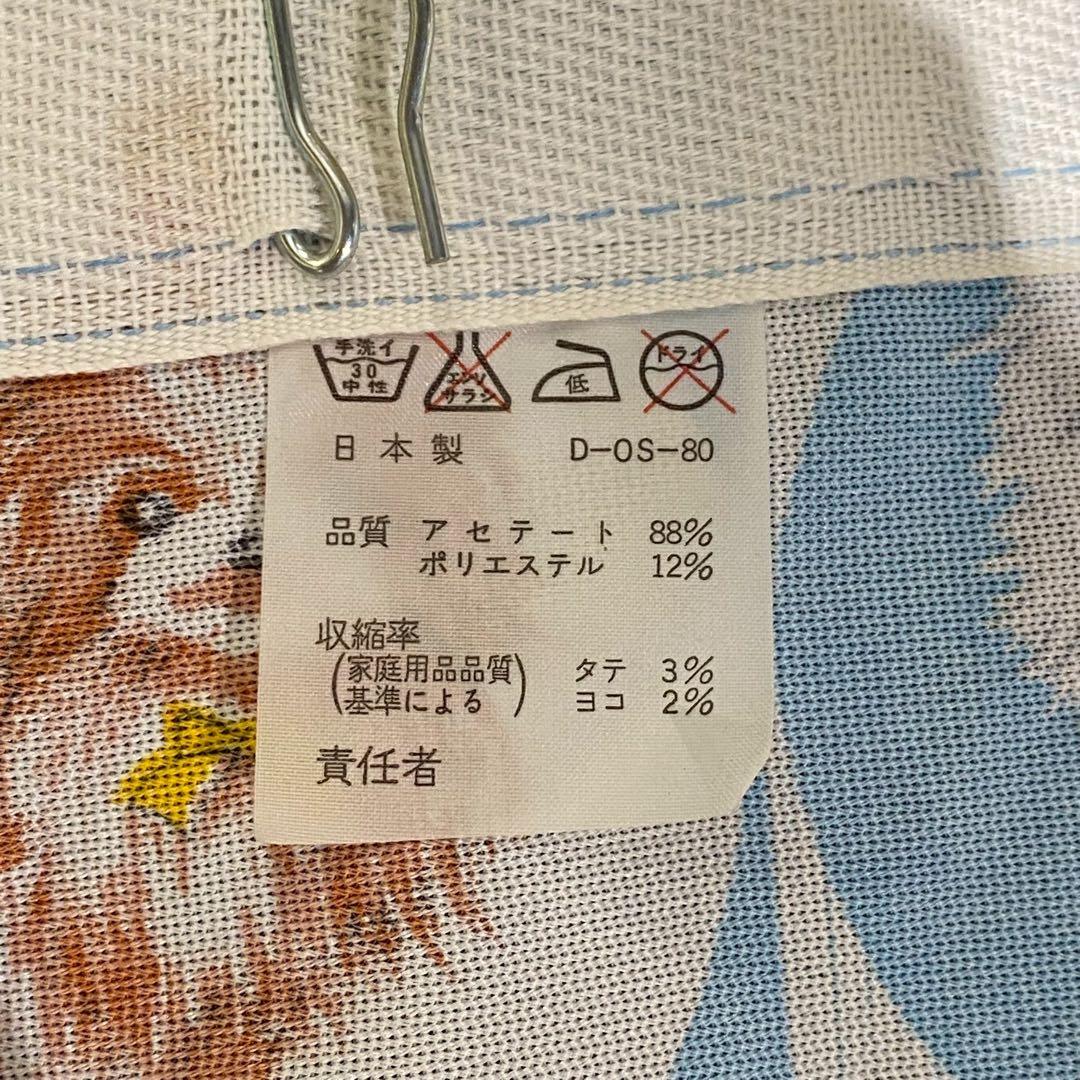 手洗イ
30
中性
エンソ
サラシ
低
ドライ
日本製 D-OS-80
品質 アセテート 88%
ポリエステル 12%
収縮率
(家庭用品品質 タテ 3%
基準による) ヨコ 2%
責任者